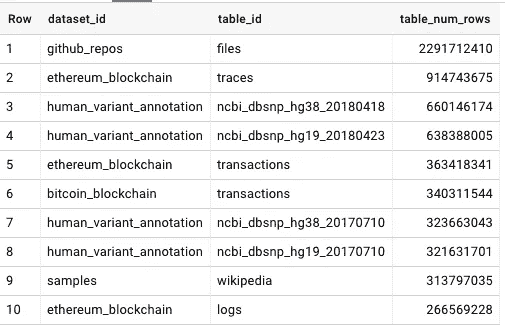 Row dataset_id table_id table_num_rows
1 github_repos files 2291712410
2 ethereum_blockchain traces 914743675
3 human_variant_annotation ncbi_dbsnp_hg38_20180418 660146174
4 human_variant_annotation ncbi_dbsnp_hg19_20180423 638388005
5 ethereum_blockchain transactions 363418341
6 bitcoin_blockchain transactions 340311544
7 human_variant_annotation ncbi_dbsnp_hg38_20170710 323663043
8 human_variant_annotation ncbi_dbsnp_hg19_20170710 321631701
9 samples wikipedia 313797035
10 ethereum_blockchain logs 266569228